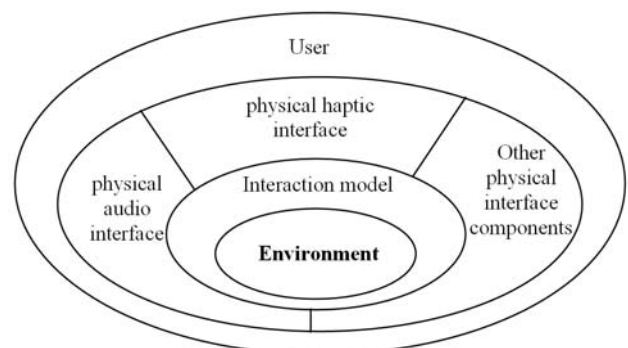 User
physical haptic
interface
physical
audio
interface
Interaction model
Other
physical
interface
components
Environment